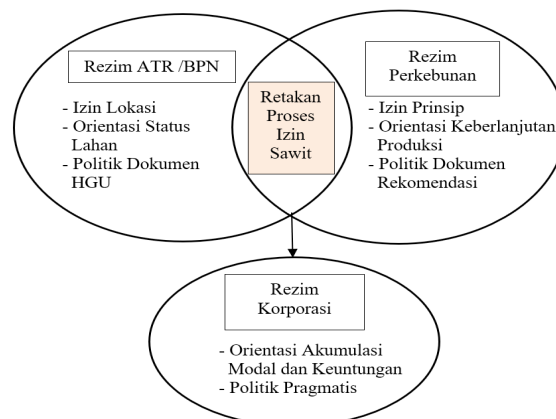 Rezim ATR /BPN
- Izin Lokasi
- Orientasi Status
Lahan
- Politik Dokumen
HGU
Retakan
Proses
Izin
Sawit
Rezim
Perkebunan
- Izin Prinsip
- Orientasi Keberlanjutan
Produksi
- Politik Dokumen
Rekomendasi
Rezim
Korporasi
- Orientasi Akumulasi
Modal dan Keuntungan
- Politik Pragmatis